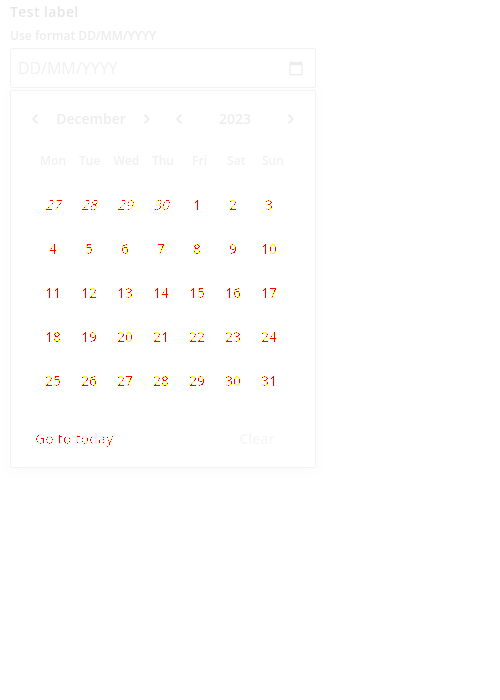 Test label
Use format DD/MM/YYYY
DD/MM/YYYY
December 2023
Mon Tue Wed Thu Fri Sat Sun
27 28 29 30 1 2 3
4 5 6 7 8 9 10
11 12 13 14 15 16 17
18 19 20 21 22 23 24
25 26 27 28 29 30 31
Go to today Clear